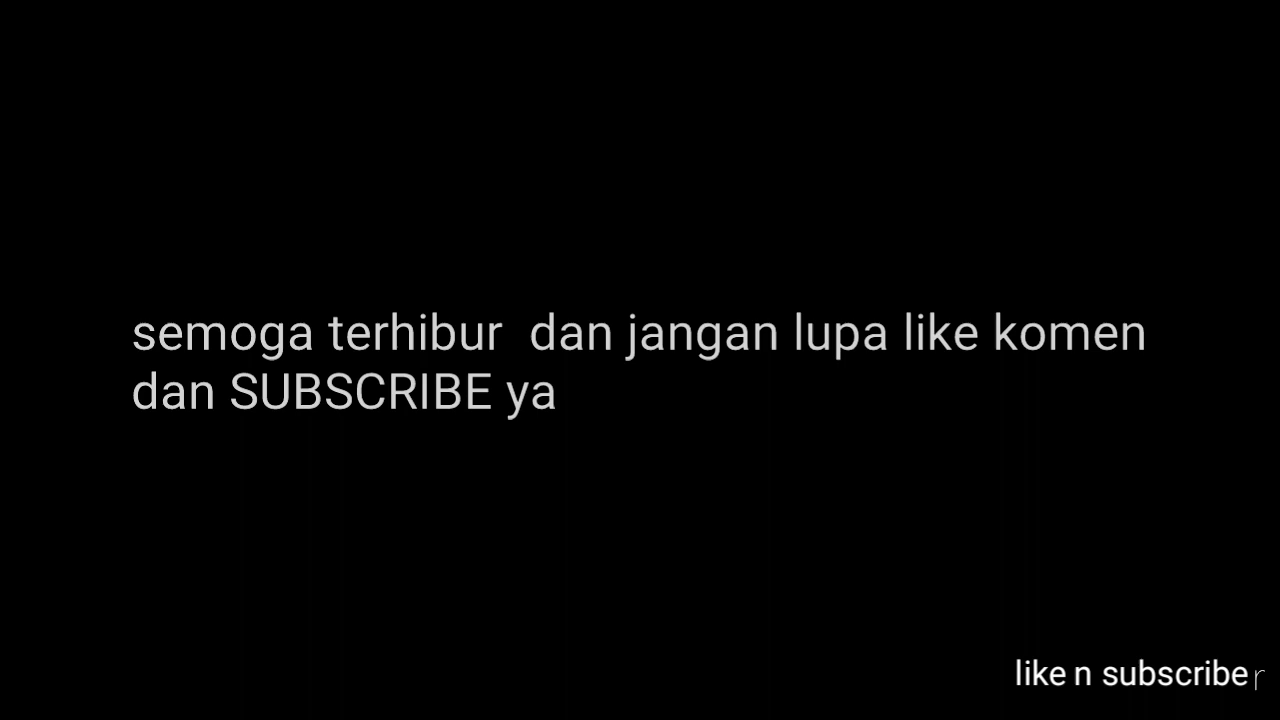 semoga terhibur  dan jangan lupa like komen
dan SUBSCRIBE ya
like n subscribe